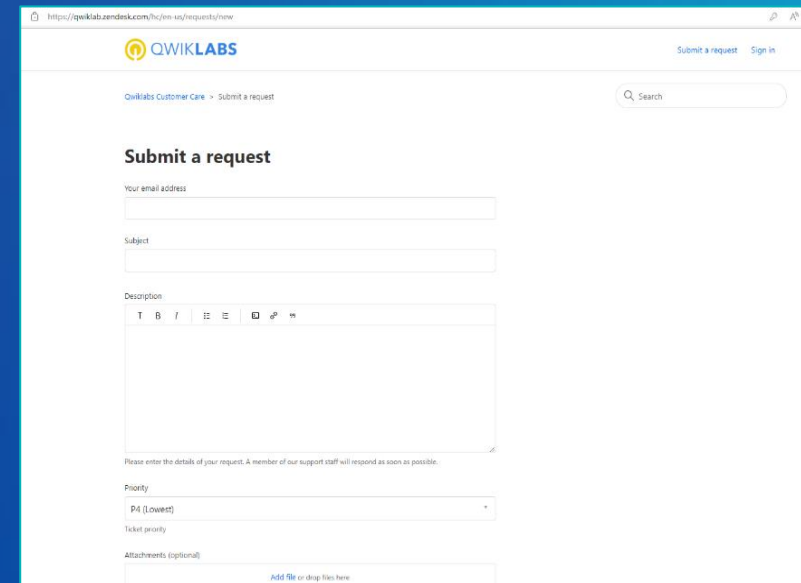 https://qwiklab.zendesk.com/hc/en-us/requests/new
QWIKLABS
Submit a request Sign in
Qwiklabs Customer Care > Submit a request
Search
Submit a request
Your email address
Subject
Description
T B I
Please enter the details of your request. A member of our support staff will respond as soon as possible.
Priority
P4 (Lowest)
Ticket priority
Attachments (optional)
Add file or drop files here